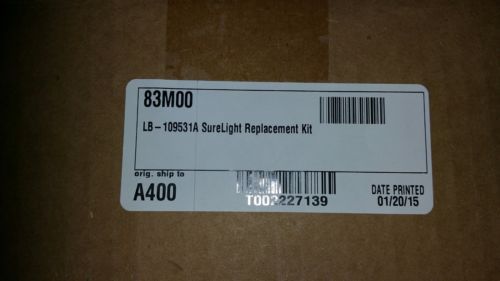 83M00
LB-109531A SureLight Replacement Kit
orig. ship to
A400
T002227139
DATE PRINTED
01/20/15